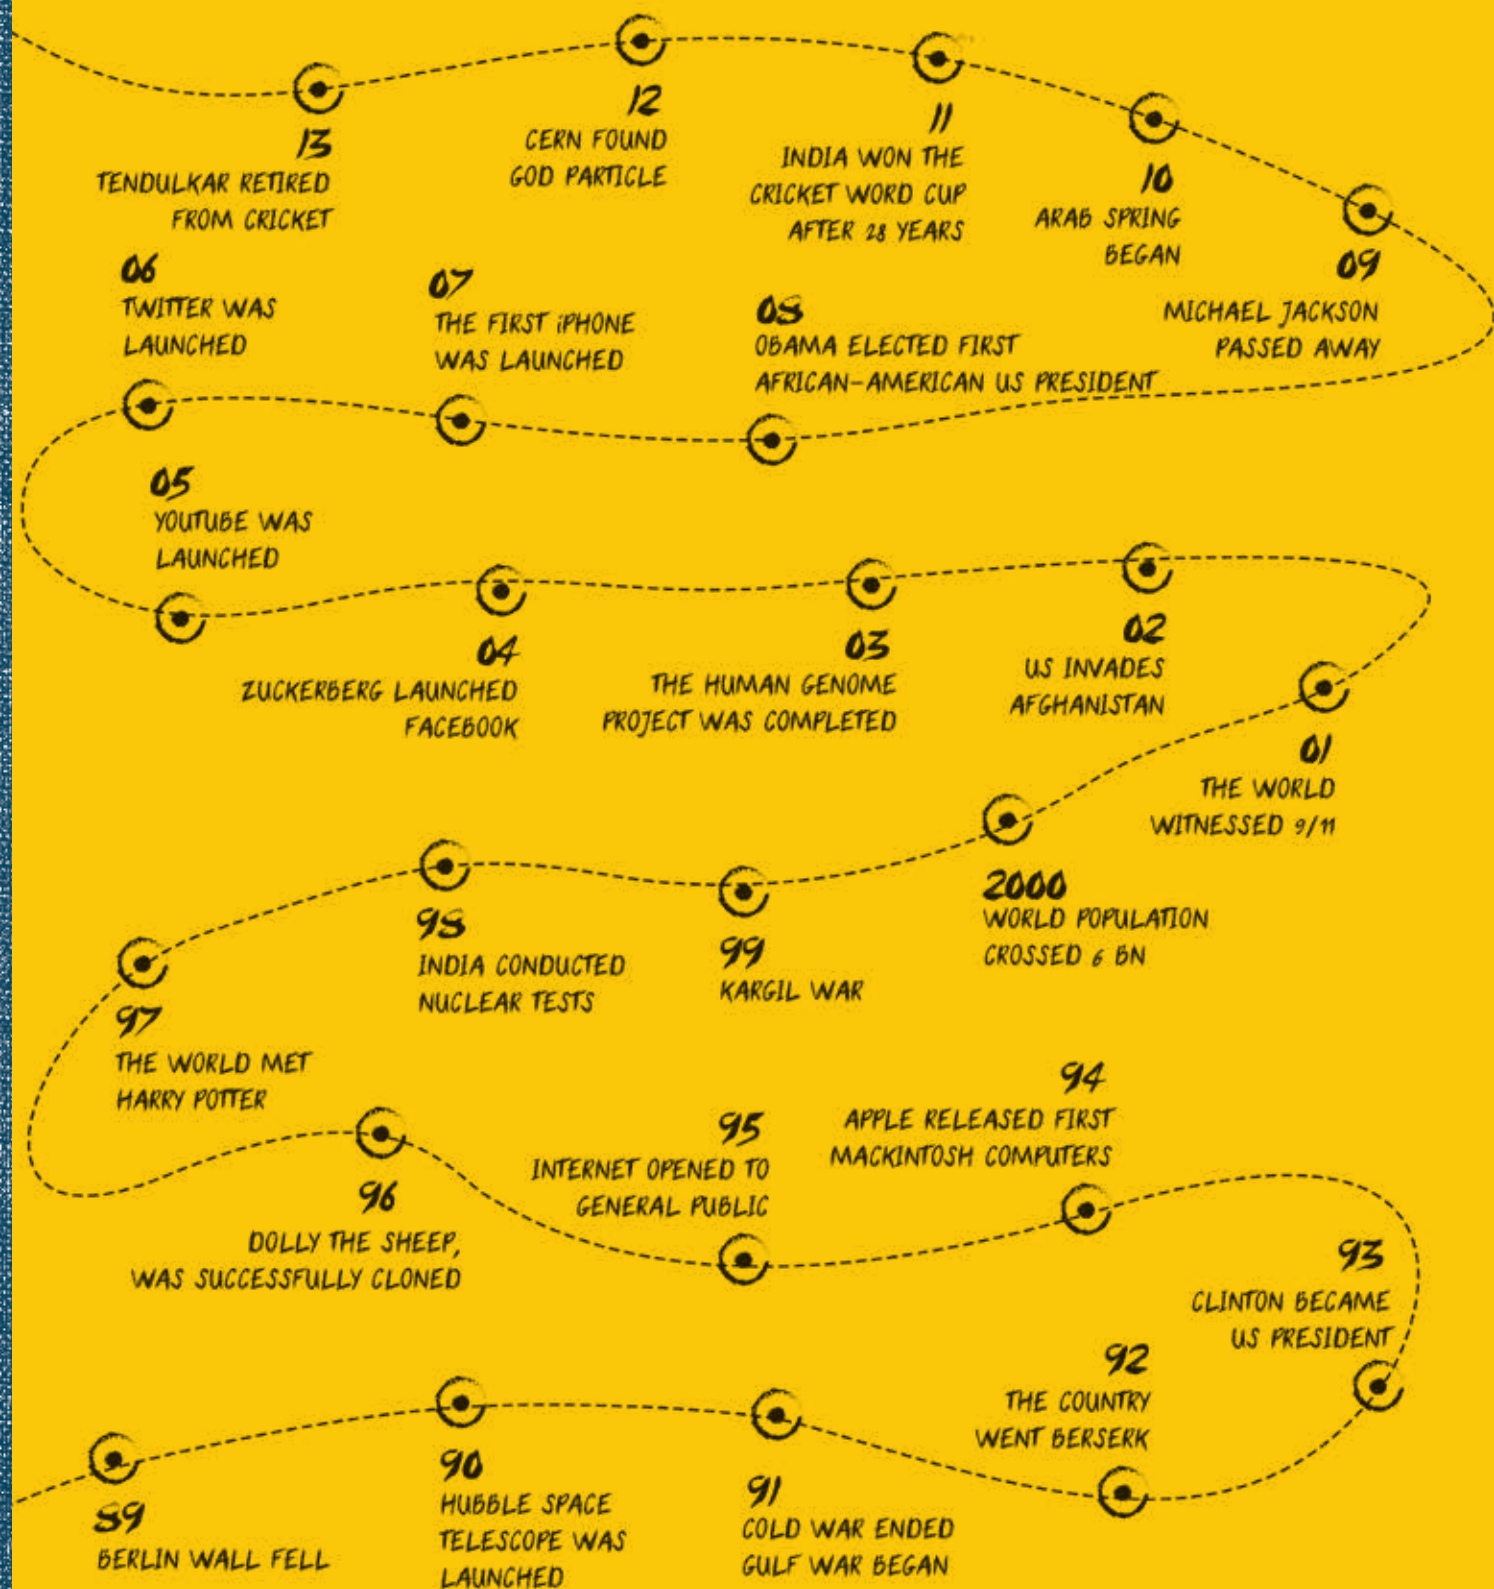 13
TENDULKAR RETIRED
FROM CRICKET
12
CERN FOUND
GOD PARTICLE
11
INDIA WON THE
CRICKET WORD CUP
AFTER 28 YEARS
10
ARAB SPRING
BEGAN
09
MICHAEL JACKSON
PASSED AWAY
06
TWITTER WAS
LAUNCHED
07
THE FIRST iPHONE
WAS LAUNCHED
08
OBAMA ELECTED FIRST
AFRICAN-AMERICAN US PRESIDENT
05
YOUTUBE WAS
LAUNCHED
04
ZUCKERBERG LAUNCHED
FACEBOOK
03
THE HUMAN GENOME
PROJECT WAS COMPLETED
02
US INVADES
AFGHANISTAN
01
THE WORLD
WITNESSED 9/11
98
INDIA CONDUCTED
NUCLEAR TESTS
99
KARGIL WAR
2000
WORLD POPULATION
CROSSED 6 BN
97
THE WORLD MET
HARRY POTTER
96
DOLLY THE SHEEP,
WAS SUCCESSFULLY CLONED
95
INTERNET OPENED TO
GENERAL PUBLIC
94
APPLE RELEASED FIRST
MACKINTOSH COMPUTERS
93
CLINTON BECAME
US PRESIDENT
92
THE COUNTRY
WENT BERSERK
89
BERLIN WALL FELL
90
HUBBLE SPACE
TELESCOPE WAS
LAUNCHED
91
COLD WAR ENDED
GULF WAR BEGAN